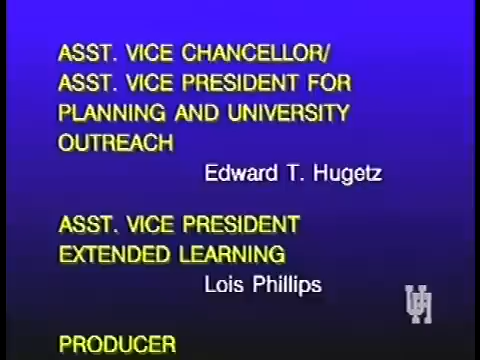 ASST. VICE CHANCELLOR/
ASST. VICE PRESIDENT FOR
PLANNING AND UNIVERSITY
OUTREACH
Edward T. Hugetz
ASST. VICE PRESIDENT
EXTENDED LEARNING
Lois Phillips
UH
PRODUCER